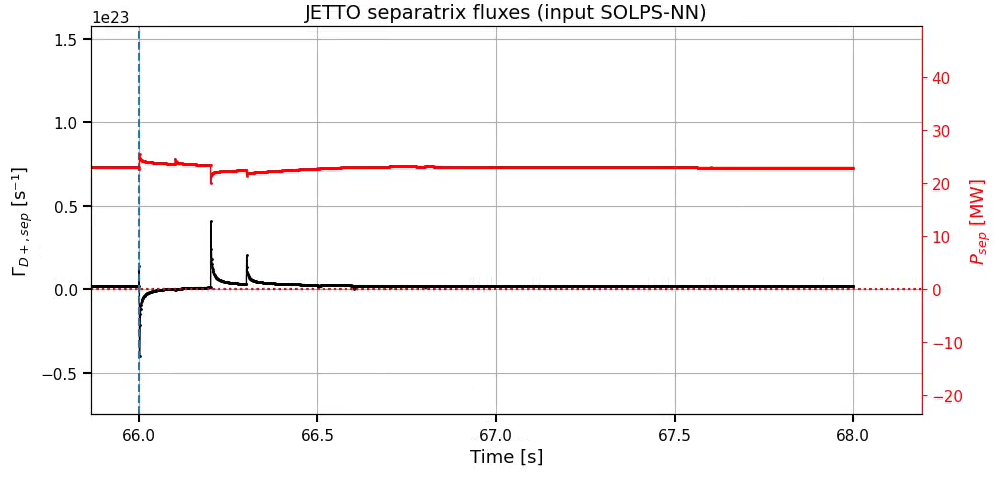 JETTO separatrix fluxes (input SOLPS-NN)
1e23
1.5
1.0
0.5
0.0
−0.5
Γ_{D+,sep} [s⁻¹]
40
30
20
10
0
−10
−20
P_{sep} [MW]
66.0 66.5 67.0 67.5 68.0
Time [s]